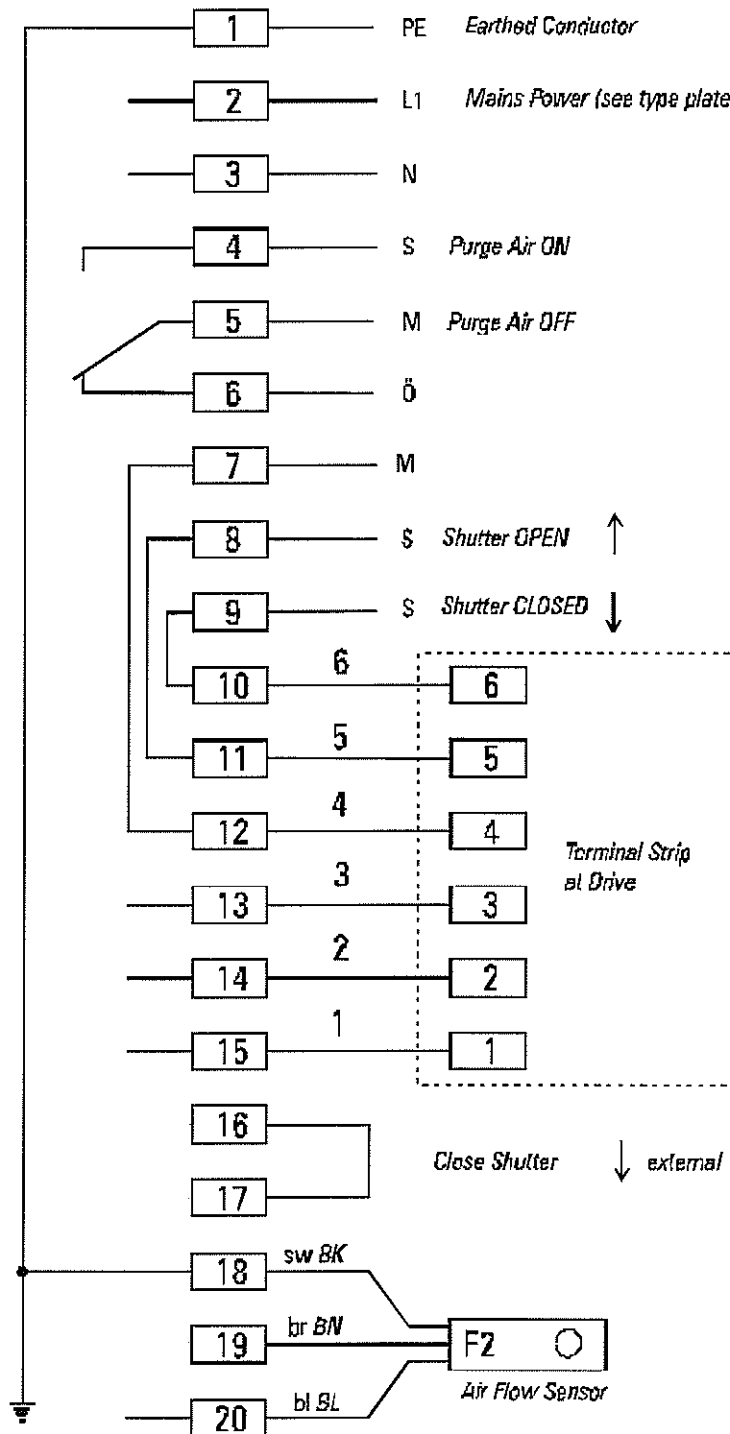 1 PE Earthed Conductor
2 L1 Mains Power (see type plate
3 N
4 S Purge Air ON
5 M Purge Air OFF
6 Ö
7 M
8 S Shutter OPEN ↑
9 S Shutter CLOSED ↓
10 6 6
11 5 5
12 4 4
Terminal Strip
at Drive
13 3 3
14 2 2
15 1 1
16
Close Shutter ↓ external
17
18 sw BK
19 br BN F2
Air Flow Sensor
20 bl BL